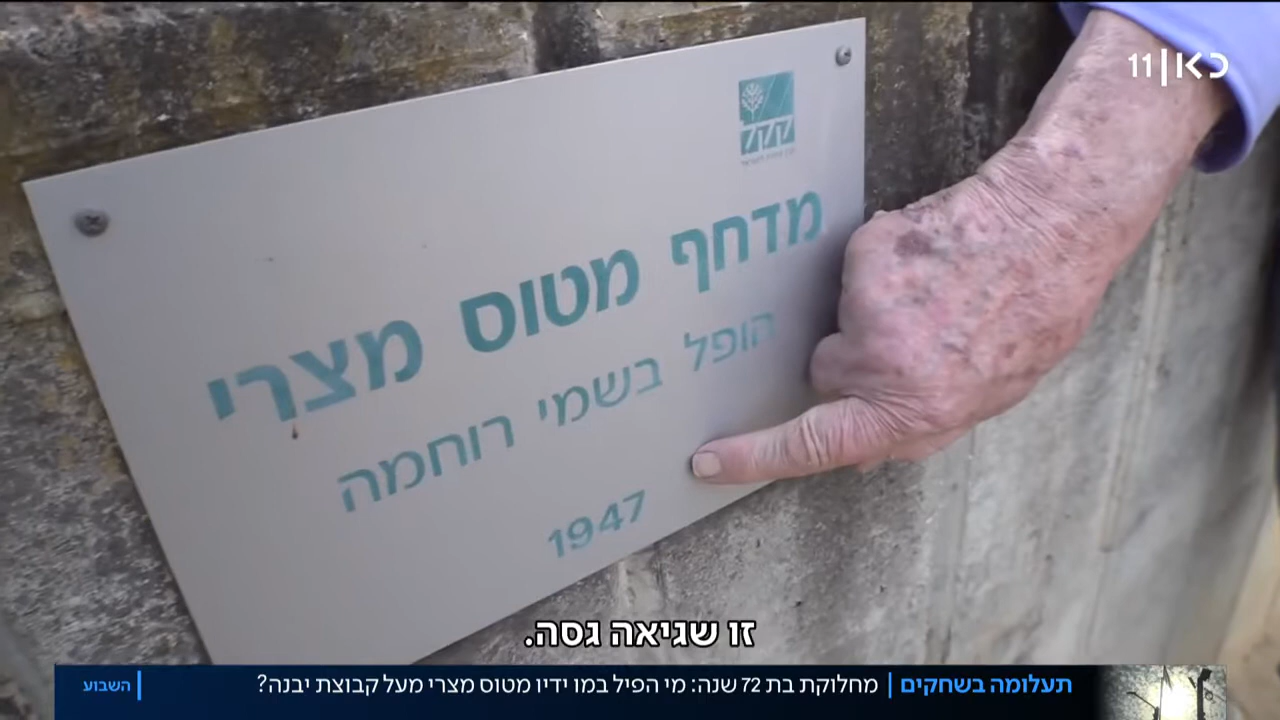 כאן 11
קקל
מדחף מטוס מצרי
הופל בשמי רוחמה
1947
זו שגיאה גסה.
תעלומה בשחקים | מחלוקת בת 72 שנה: מי הפיל במו ידיו מטוס מצרי מעל קבוצת יבנה? | השבוע